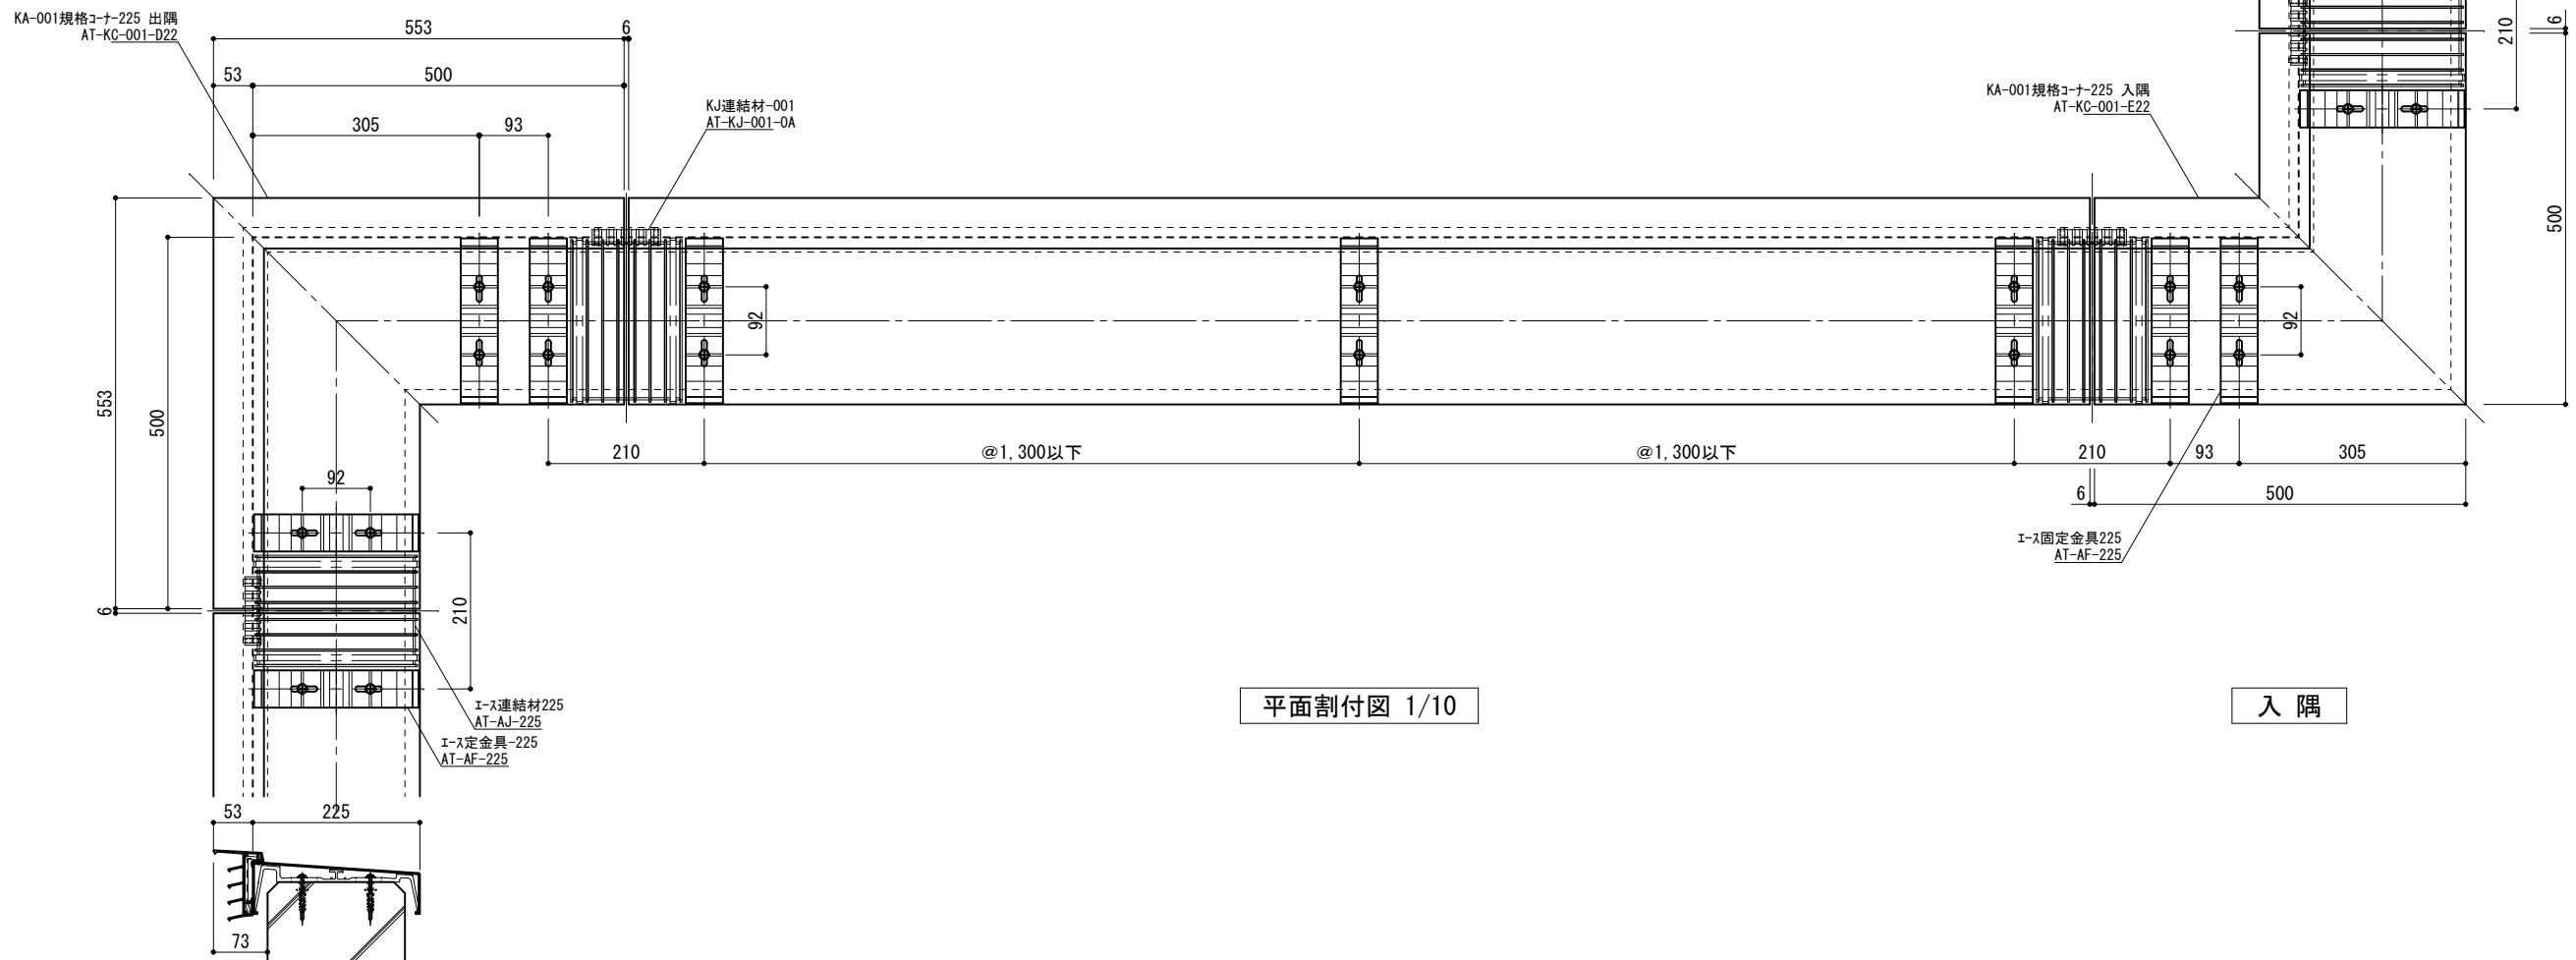 KA-001規格ｺｰﾅｰ225 出隅
AT-KC-001-D22
553
6
53
500
305
93
KJ連結材-001
AT-KJ-001-OA
KA-001規格ｺｰﾅｰ225 入隅
AT-KC-001-E22
210
6
500
553
500
6
92
92
210
@1,300以下
@1,300以下
210
93
305
6
500
92
210
ｴｰｽ固定金具225
AT-AF-225
ｴｰｽ連結材225
AT-AJ-225
ｴｰｽ定金具-225
AT-AF-225
平面割付図 1/10
入 隅
53
225
73